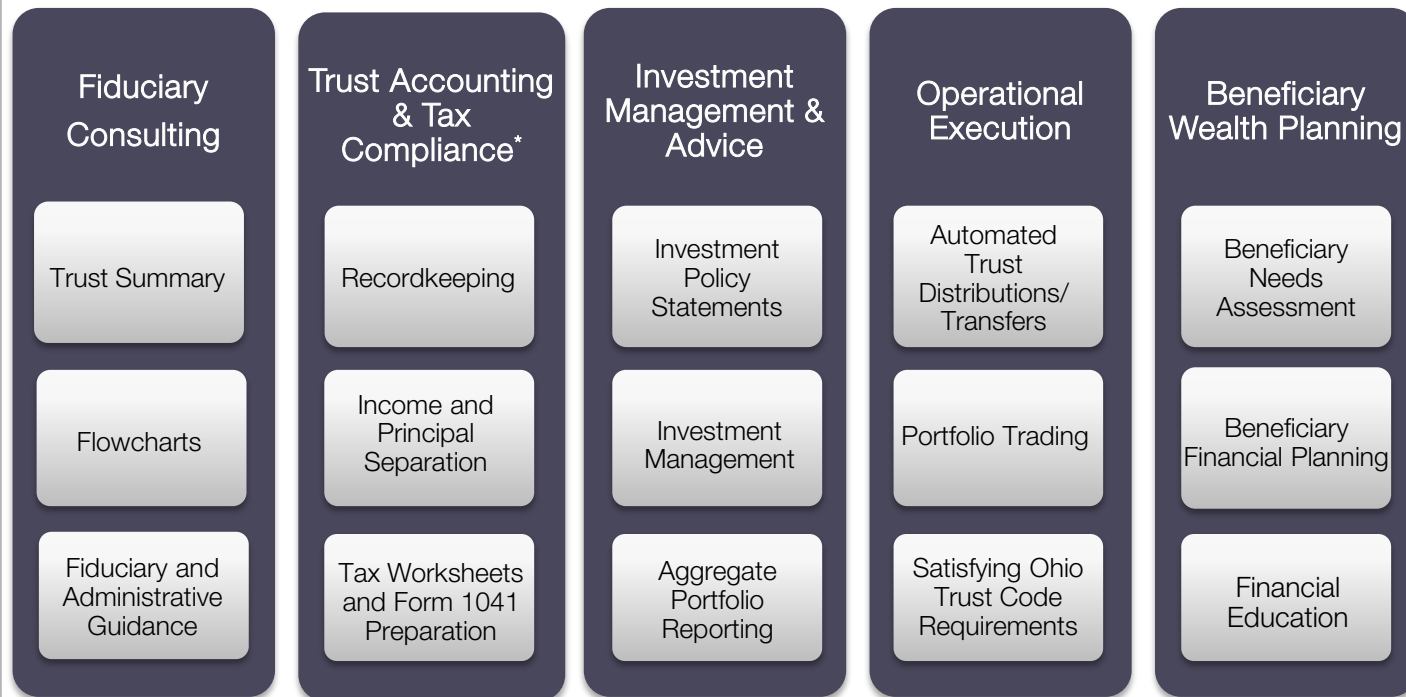 Fiduciary
Consulting
Trust Summary
Flowcharts
Fiduciary and
Administrative
Guidance
Trust Accounting
& Tax
Compliance*
Recordkeeping
Income and
Principal
Separation
Tax Worksheets
and Form 1041
Preparation
Investment
Management &
Advice
Investment
Policy
Statements
Investment
Management
Aggregate
Portfolio
Reporting
Operational
Execution
Automated
Trust
Distributions/
Transfers
Portfolio Trading
Satisfying Ohio
Trust Code
Requirements
Beneficiary
Wealth Planning
Beneficiary
Needs
Assessment
Beneficiary
Financial Planning
Financial
Education